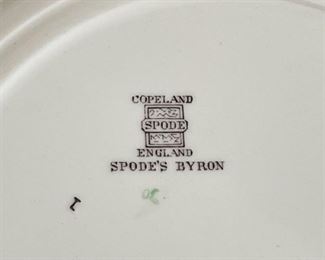 COPELAND
SPODE
ENGLAND
SPODE'S BYRON
I